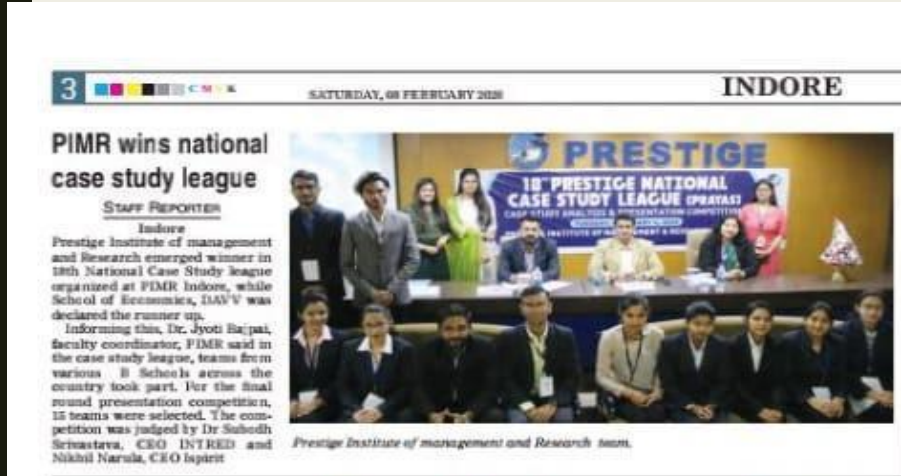 3
C M Y K
SATURDAY, 08 FEBRUARY 2020
INDORE
PIMR wins national
case study league
STAFF REPORTER
Indore
Prestige Institute of management
and Research emerged winner in
18th National Case Study league
organized at PIMR Indore, while
School of Economics, DAVV was
declared the runner up.
Informing this, Dr. Jyoti Bajpai,
faculty coordinator, PIMR said in
the case study league, teams from
various B Schools across the
country took part. For the final
round presentation competition,
15 teams were selected. The com-
petition was judged by Dr Subodh
Srivastava, CEO INTRED and
Nikhil Narula, CEO Ispirit
PRESTIGE
18th PRESTIGE NATIONAL
CASE STUDY LEAGUE (PRAYAS)
CASE STUDY ANALYSIS & PRESENTATION COMPETITION
INSTITUTE OF MANAGEMENT &
Prestige Institute of management and Research team.